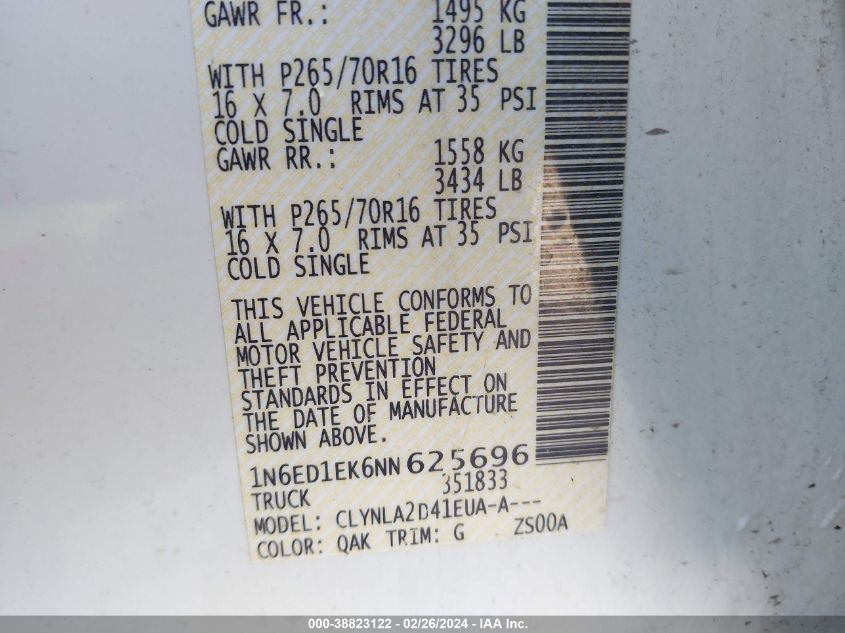 GAWR FR.: 1495 KG
3296 LB
WITH P265/70R16 TIRES
16 X 7.0 RIMS AT 35 PSI
COLD SINGLE
GAWR RR.: 1558 KG
3434 LB
WITH P265/70R16 TIRES
16 X 7.0 RIMS AT 35 PSI
COLD SINGLE
THIS VEHICLE CONFORMS TO
ALL APPLICABLE FEDERAL
MOTOR VEHICLE SAFETY AND
THEFT PREVENTION
STANDARDS IN EFFECT ON
THE DATE OF MANUFACTURE
SHOWN ABOVE.
1N6ED1EK6NN 625696
TRUCK 351833
MODEL: CLYNLA2D41EUA-A---
COLOR: QAK TRIM: G ZS00A
000-38823122 - 02/26/2024 - IAA Inc.